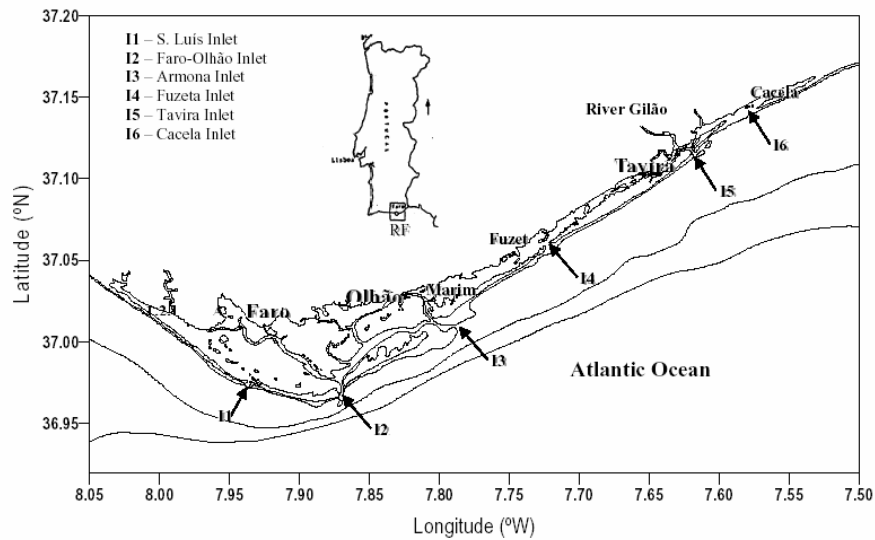 I1 – S. Luís Inlet
I2 – Faro-Olhão Inlet
I3 – Armona Inlet
I4 – Fuzeta Inlet
I5 – Tavira Inlet
I6 – Cacela Inlet
Lisboa
RF
Cacela
River Gilão
I6
Tavira
I5
Fuzet
I4
Olhão
Marim
Faro
I3
Atlantic Ocean
I1
I2
37.20
37.15
37.10
37.05
37.00
36.95
Latitude (ºN)
8.05 8.00 7.95 7.90 7.85 7.80 7.75 7.70 7.65 7.60 7.55 7.50
Longitude (ºW)